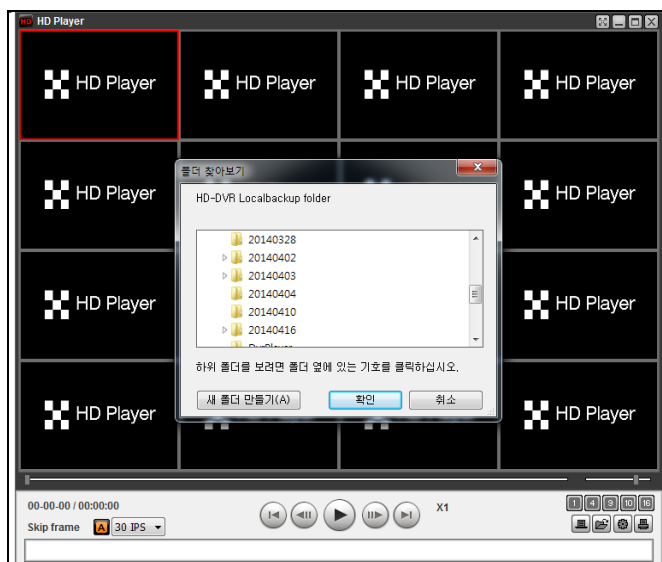 HD HD Player
HD Player HD Player HD Player HD Player
폴더 찾아보기
HD-DVR Localbackup folder
HD Player HD Player
20140328
20140402
20140403
20140404
20140410
20140416
HD Player HD Player
하위 폴더를 보려면 폴더 옆에 있는 기호를 클릭하십시오.
새 폴더 만들기(A) 확인 취소
HD Player HD Player
00-00-00 / 00:00:00 X1 1 4 9 10 16
Skip frame A 30 IPS